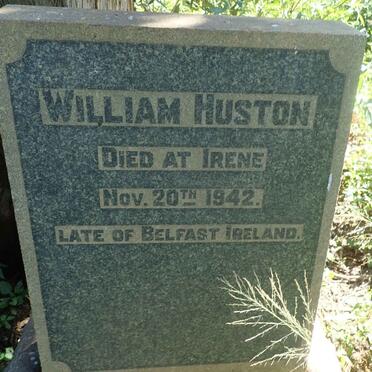 WILLIAM HUSTON
DIED AT IRENE
NOV. 20TH 1942.
LATE OF BELFAST IRELAND.